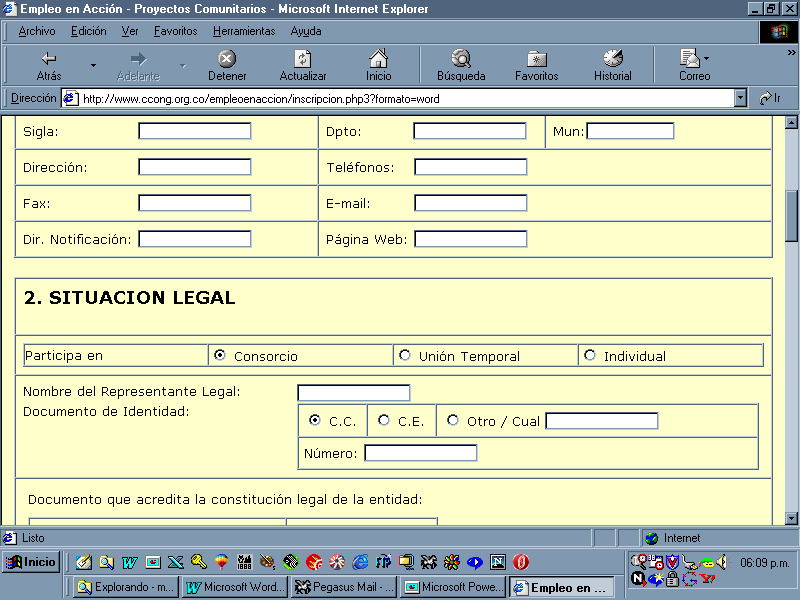 Empleo en Acción - Proyectos Comunitarios - Microsoft Internet Explorer
Archivo Edición Ver Favoritos Herramientas Ayuda
Atrás Adelante Detener Actualizar Inicio Búsqueda Favoritos Historial Correo
Dirección http://www.ccong.org.co/empleoenaccion/inscripcion.php3?formato=word Ir
Sigla: Dpto: Mun:
Dirección: Teléfonos:
Fax: E-mail:
Dir. Notificación: Página Web:
2. SITUACION LEGAL
Participa en Consorcio Unión Temporal Individual
Nombre del Representante Legal:
Documento de Identidad:
C.C. C.E. Otro / Cual
Número:
Documento que acredita la constitución legal de la entidad:
Listo Internet
Inicio 06:09 p.m.
Explorando - m... Microsoft Word... Pegasus Mail - ... Microsoft Powe... Empleo en ...